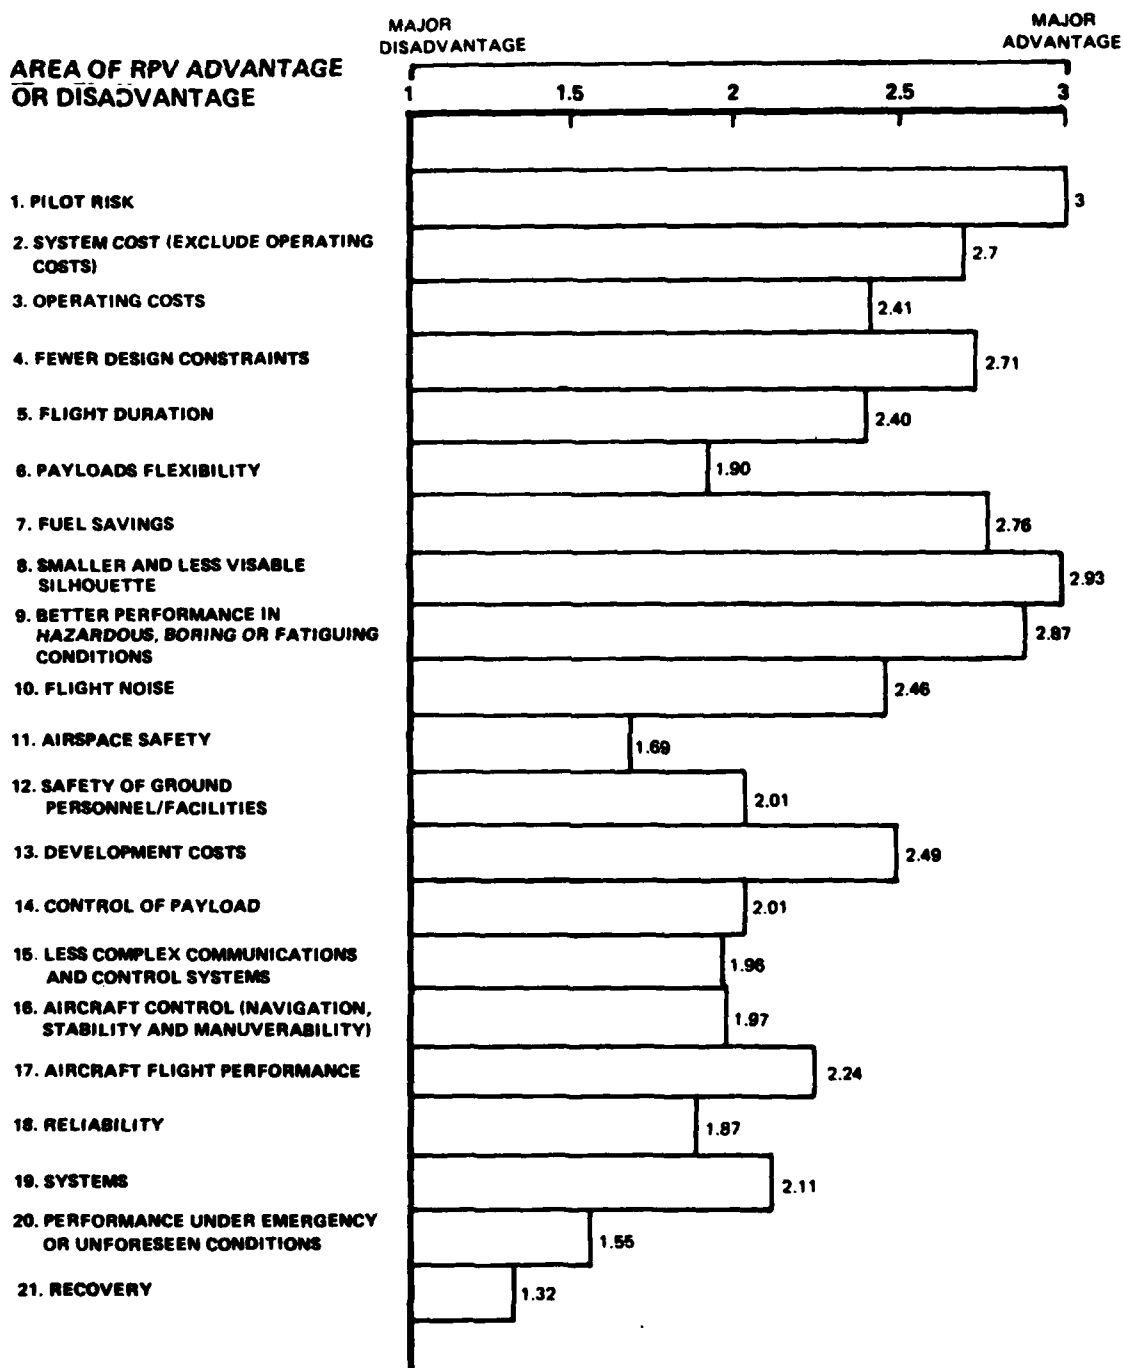 MAJOR
DISADVANTAGE
MAJOR
ADVANTAGE
AREA OF RPV ADVANTAGE
OR DISADVANTAGE
1
1.5
2
2.5
3
1. PILOT RISK
3
2. SYSTEM COST (EXCLUDE OPERATING
COSTS)
2.7
3. OPERATING COSTS
2.41
4. FEWER DESIGN CONSTRAINTS
2.71
5. FLIGHT DURATION
2.40
6. PAYLOADS FLEXIBILITY
1.90
7. FUEL SAVINGS
2.76
8. SMALLER AND LESS VISABLE
SILHOUETTE
2.93
9. BETTER PERFORMANCE IN
HAZARDOUS, BORING OR FATIGUING
CONDITIONS
2.87
10. FLIGHT NOISE
2.46
11. AIRSPACE SAFETY
1.69
12. SAFETY OF GROUND
PERSONNEL/FACILITIES
2.01
13. DEVELOPMENT COSTS
2.49
14. CONTROL OF PAYLOAD
2.01
15. LESS COMPLEX COMMUNICATIONS
AND CONTROL SYSTEMS
1.96
16. AIRCRAFT CONTROL (NAVIGATION,
STABILITY AND MANUVERABILITY)
1.97
17. AIRCRAFT FLIGHT PERFORMANCE
2.24
18. RELIABILITY
1.87
19. SYSTEMS
2.11
20. PERFORMANCE UNDER EMERGENCY
OR UNFORESEEN CONDITIONS
1.55
21. RECOVERY
1.32